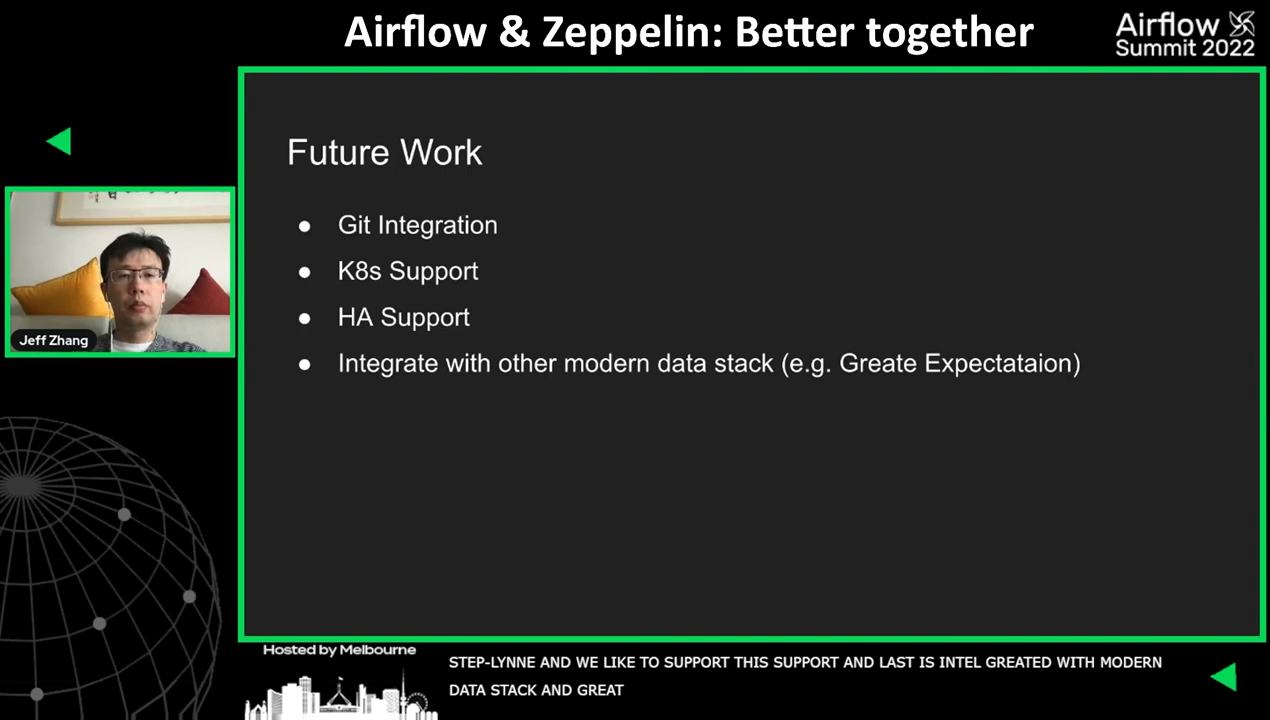 Airflow & Zeppelin: Better together
Airflow
Summit 2022
Future Work
● Git Integration
● K8s Support
● HA Support
● Integrate with other modern data stack (e.g. Greate Expectataion)
Jeff Zhang
Hosted by Melbourne
STEP-LYNNE AND WE LIKE TO SUPPORT THIS SUPPORT AND LAST IS INTEL GREATED WITH MODERN
DATA STACK AND GREAT